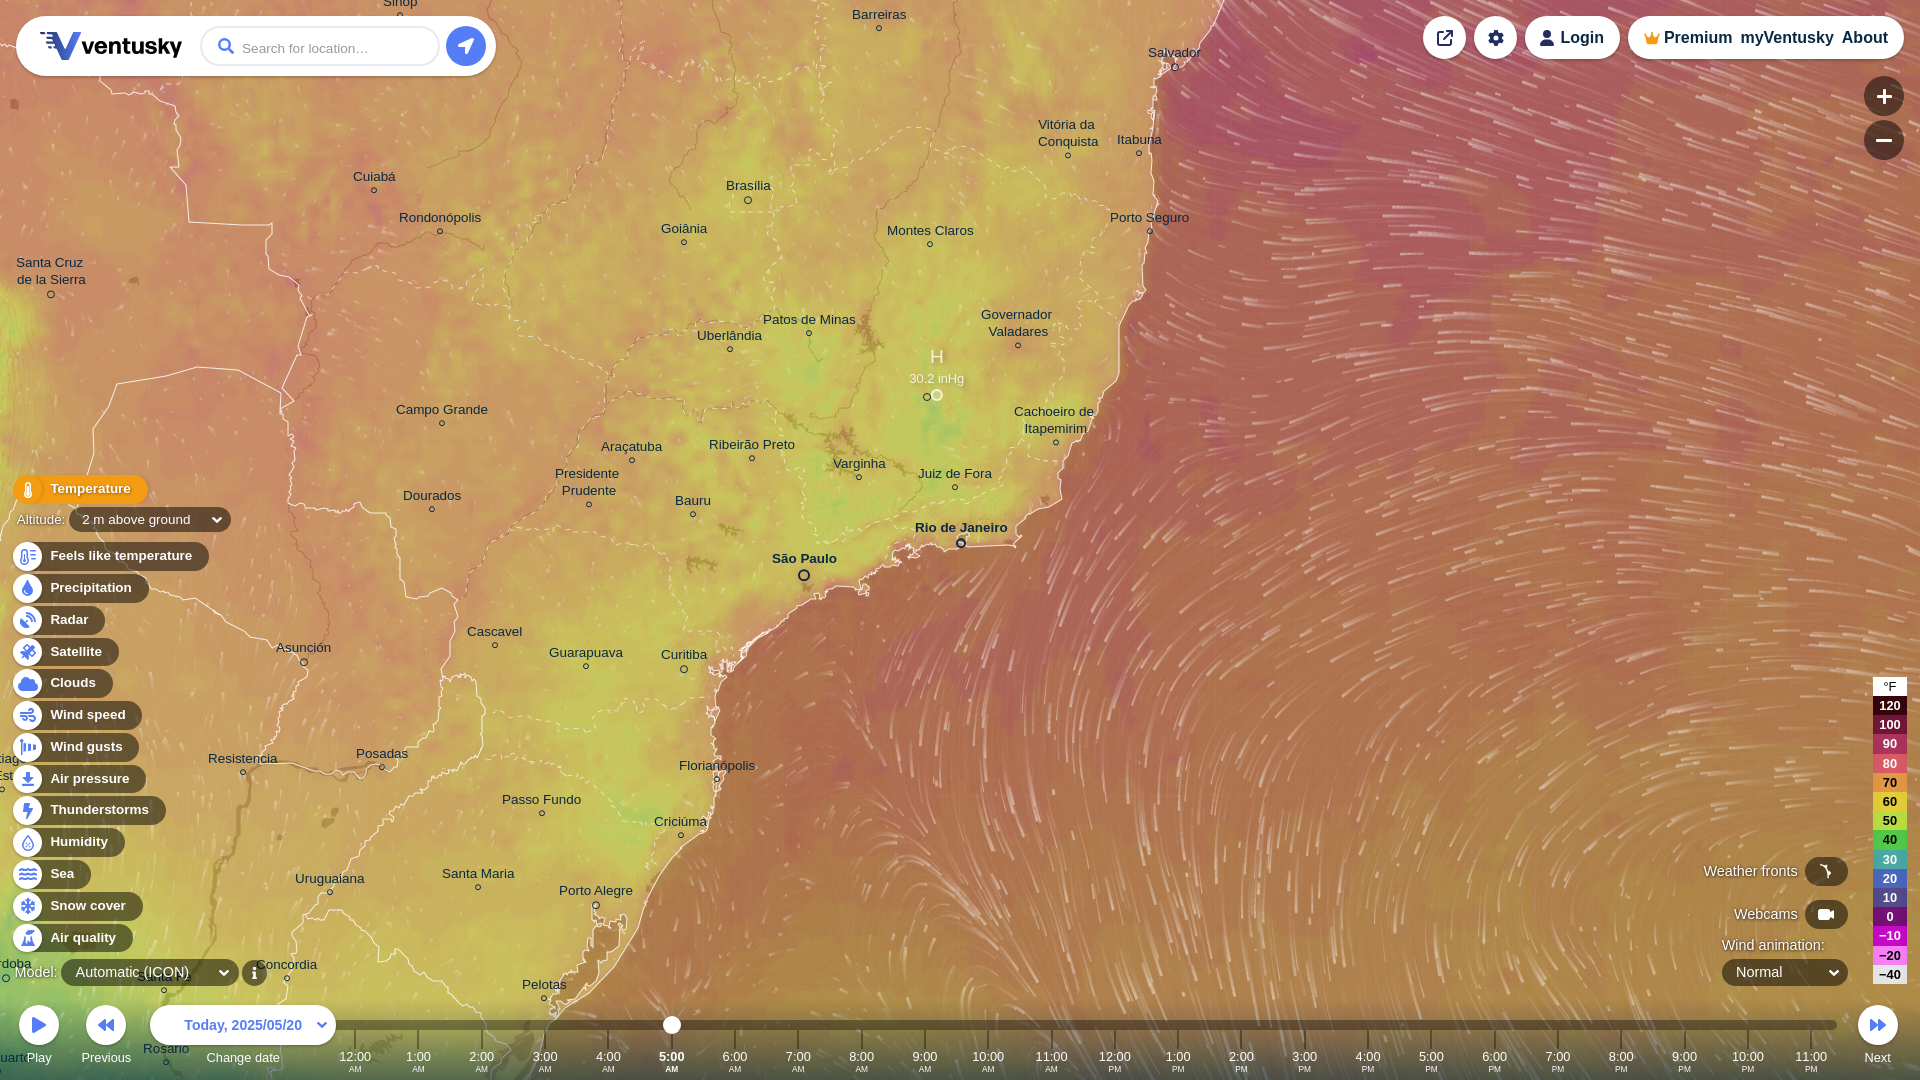 Sinop
Barreiras
ventusky
Search for location…
Login
Premium
myVentusky
About
Salvador
Vitória da
Conquista
Itabuna
Cuiabá
Brasília
Rondonópolis
Goiânia
Montes Claros
Porto Seguro
Santa Cruz
de la Sierra
Patos de Minas
Governador
Valadares
Uberlândia
H
30.2 inHg
Campo Grande
Cachoeiro de
Itapemirim
Araçatuba
Ribeirão Preto
Varginha
Juiz de Fora
Presidente
Prudente
Dourados
Bauru
Rio de Janeiro
São Paulo
Temperature
Altitude:
2 m above ground
Feels like temperature
Precipitation
Radar
Satellite
Clouds
Wind speed
Wind gusts
Air pressure
Thunderstorms
Humidity
Sea
Snow cover
Air quality
Cascavel
Asunción
Guarapuava
Curitiba
Resistencia
Posadas
Florianópolis
Passo Fundo
Criciúma
Uruguaiana
Santa Maria
Porto Alegre
Concordia
Pelotas
Santa Fe
Rosario
°F
120
100
90
80
70
60
50
40
30
20
10
0
−10
−20
−40
Weather fronts
Webcams
Wind animation:
Normal
Model:
Automatic (ICON)
Play
Previous
Today, 2025/05/20
Change date
12:00 AM
1:00 AM
2:00 AM
3:00 AM
4:00 AM
5:00 AM
6:00 AM
7:00 AM
8:00 AM
9:00 AM
10:00 AM
11:00 AM
12:00 PM
1:00 PM
2:00 PM
3:00 PM
4:00 PM
5:00 PM
6:00 PM
7:00 PM
8:00 PM
9:00 PM
10:00 PM
11:00 PM
Next